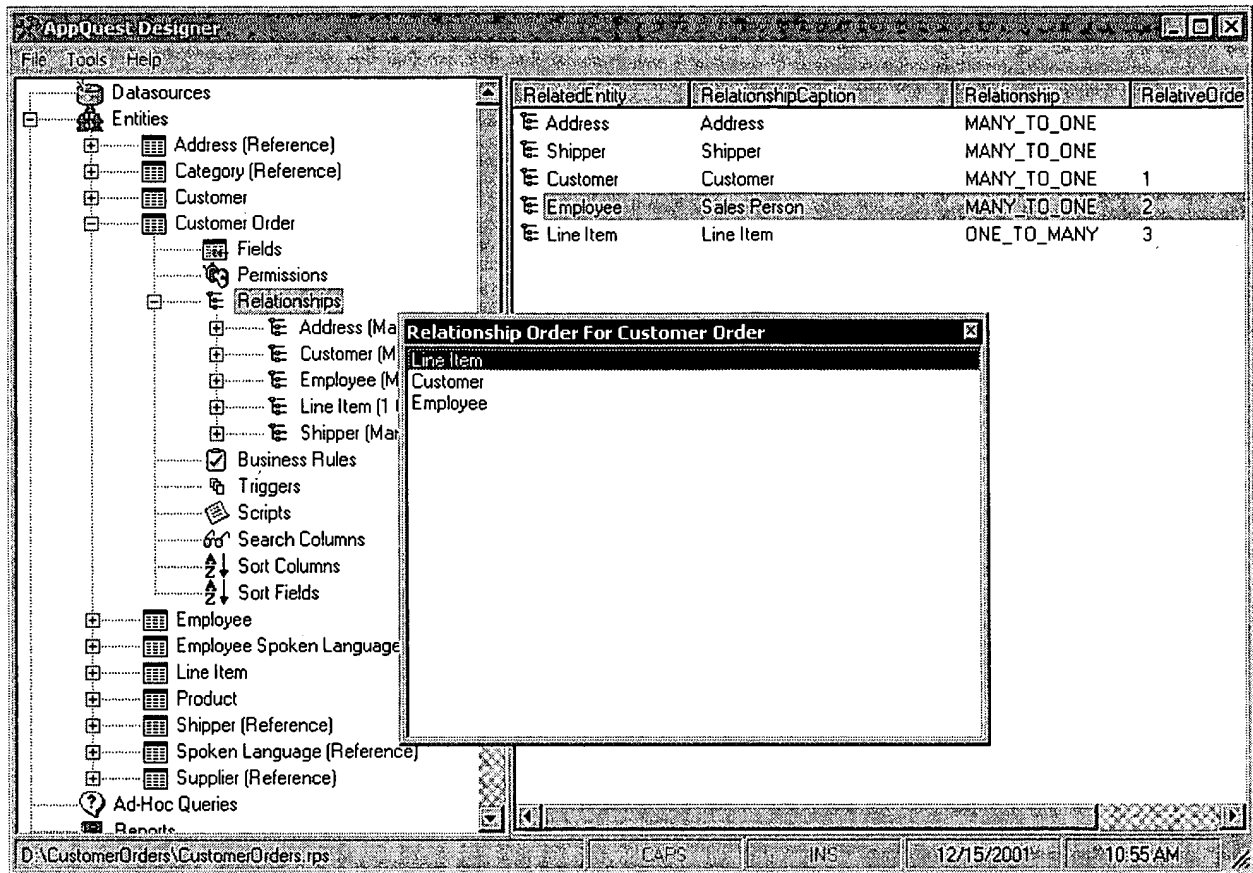 AppQuest Designer
File Tools Help
Datasources
Entities
Address (Reference)
Category (Reference)
Customer
Customer Order
Fields
Permissions
Relationships
Address (Ma
Customer (M
Employee (M
Line Item (1
Shipper (Mar
Business Rules
Triggers
Scripts
Search Columns
Sort Columns
Sort Fields
Employee
Employee Spoken Language
Line Item
Product
Shipper (Reference)
Spoken Language (Reference)
Supplier (Reference)
Ad-Hoc Queries
Reports
RelatedEntity RelationshipCaption Relationship RelativeOrde
Address Address MANY_TO_ONE
Shipper Shipper MANY_TO_ONE
Customer Customer MANY_TO_ONE 1
Employee Sales Person MANY_TO_ONE 2
Line Item Line Item ONE_TO_MANY 3
Relationship Order For Customer Order
Line Item
Customer
Employee
D:\CustomerOrders\CustomerOrders.rps CAPS INS 12/15/2001 10:55 AM